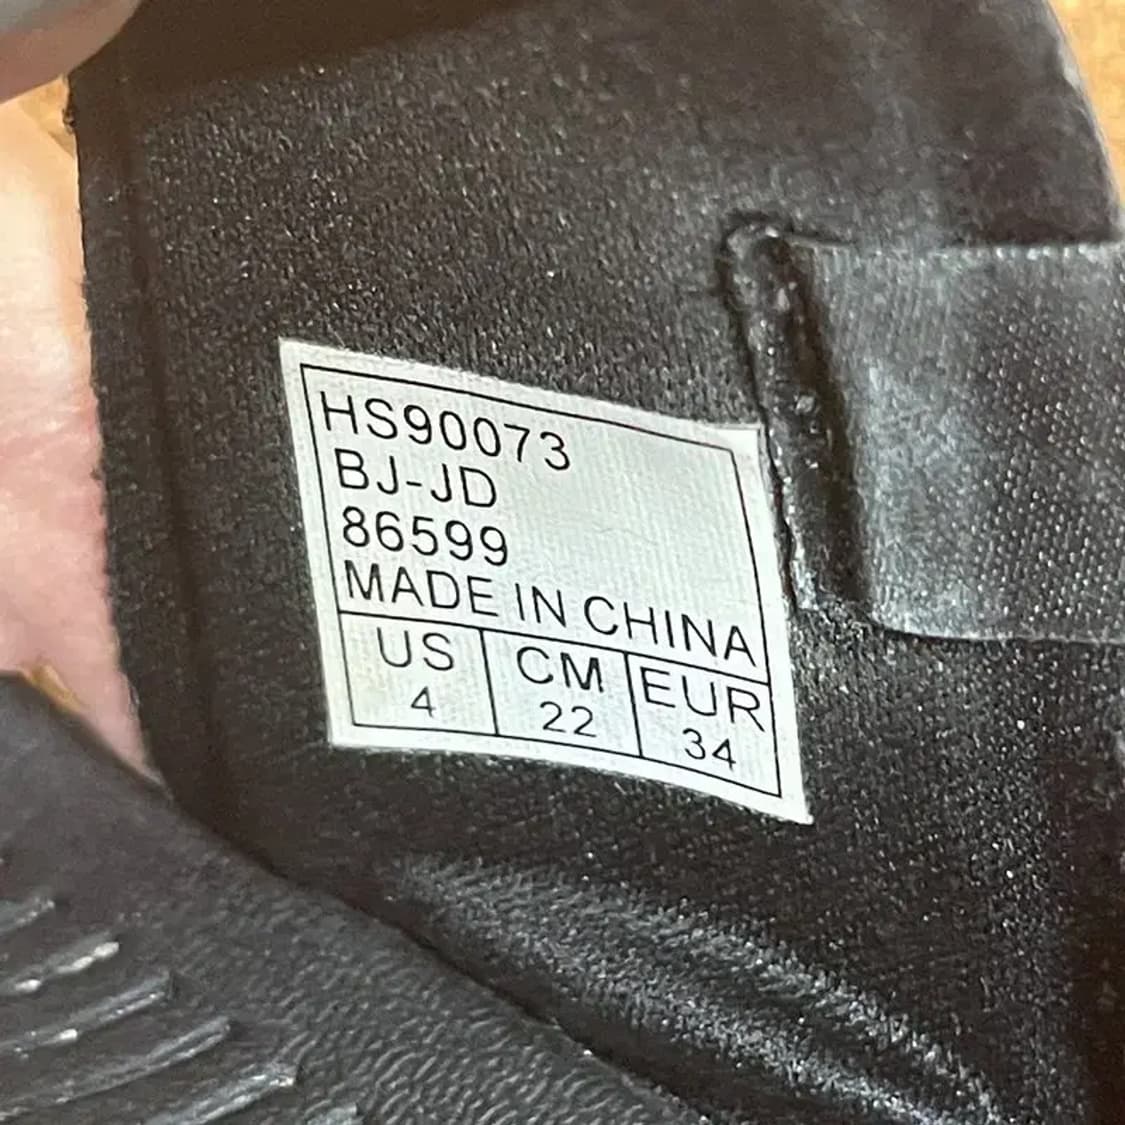 HS90073
BJ-JD
86599
MADE IN CHINA
US CM EUR
4 22 34